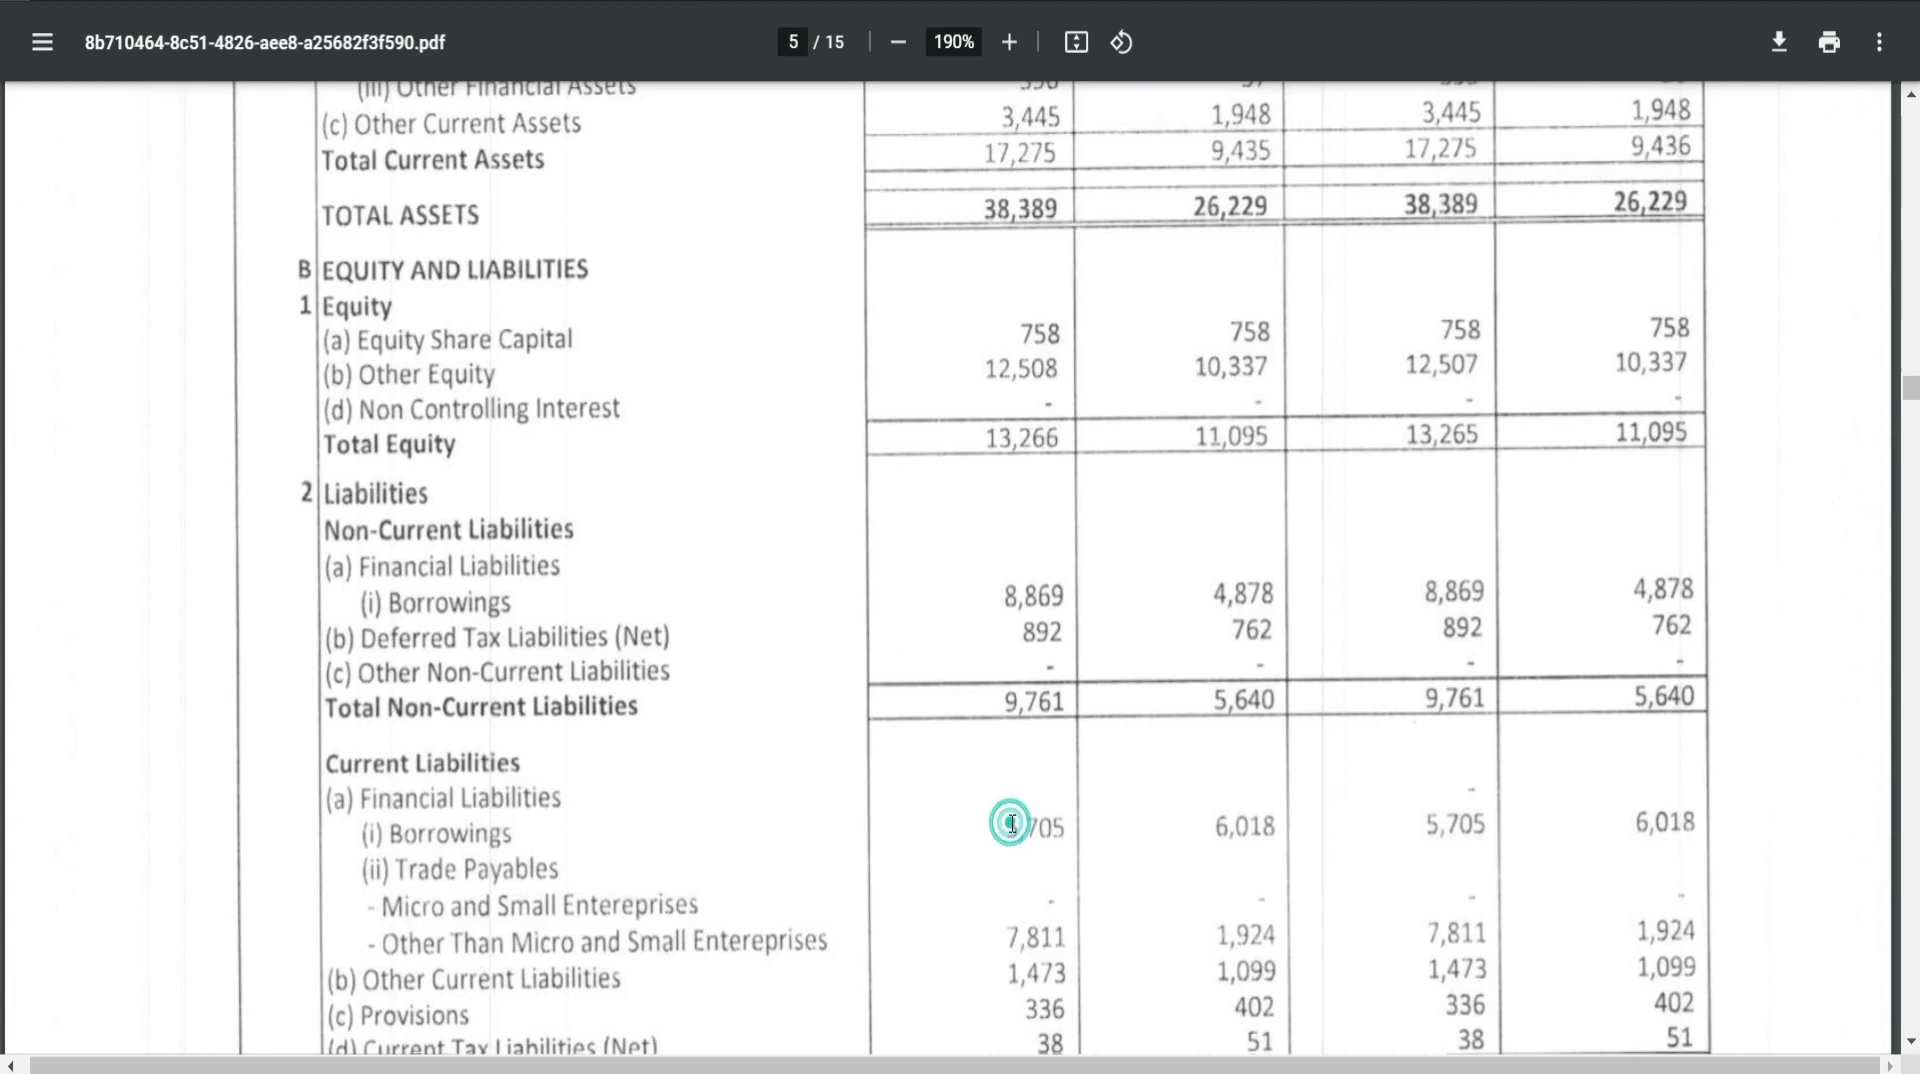 8b710464-8c51-4826-aee8-a25682f3f590.pdf 5 / 15 190%
(iii) Other Financial Assets
(c) Other Current Assets 3,445 1,948 3,445 1,948
Total Current Assets 17,275 9,435 17,275 9,436
TOTAL ASSETS 38,389 26,229 38,389 26,229
B EQUITY AND LIABILITIES
1 Equity
(a) Equity Share Capital 758 758 758 758
(b) Other Equity 12,508 10,337 12,507 10,337
(d) Non Controlling Interest - - - -
Total Equity 13,266 11,095 13,265 11,095
2 Liabilities
Non-Current Liabilities
(a) Financial Liabilities
(i) Borrowings 8,869 4,878 8,869 4,878
(b) Deferred Tax Liabilities (Net) 892 762 892 762
(c) Other Non-Current Liabilities - - - -
Total Non-Current Liabilities 9,761 5,640 9,761 5,640
Current Liabilities
(a) Financial Liabilities -
(i) Borrowings 705 6,018 5,705 6,018
(ii) Trade Payables
- Micro and Small Entereprises - - - -
- Other Than Micro and Small Entereprises 7,811 1,924 7,811 1,924
(b) Other Current Liabilities 1,473 1,099 1,473 1,099
(c) Provisions 336 402 336 402
(d) Current Tax Liabilities (Net) 38 51 38 51